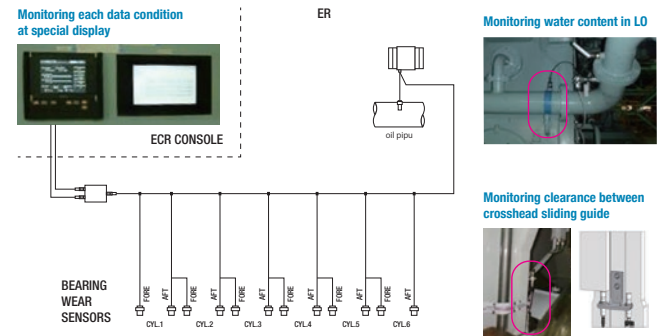 Monitoring each data condition
at special display
ER
Monitoring water content in LO
ECR CONSOLE
oil pipu
Monitoring clearance between
crosshead sliding guide
BEARING
WEAR
SENSORS
FORE
AFT
FORE
AFT
FORE
AFT
FORE
AFT
FORE
AFT
FORE
AFT
CYL.1
CYL.2
CYL.3
CYL.4
CYL.5
CYL.6